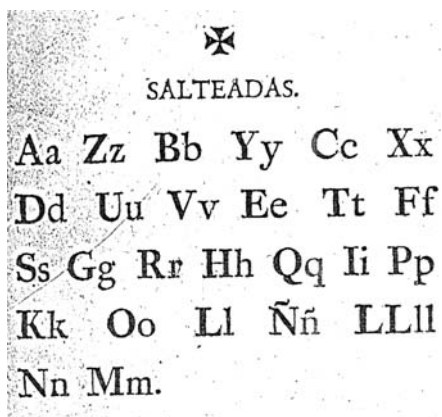 SALTEADAS.
Aa Zz Bb Yy Cc Xx
Dd Uu Vv Ee Tt Ff
Ss Gg Rr Hh Qq Ii Pp
Kk Oo Ll Ññ LLll
Nn Mm.